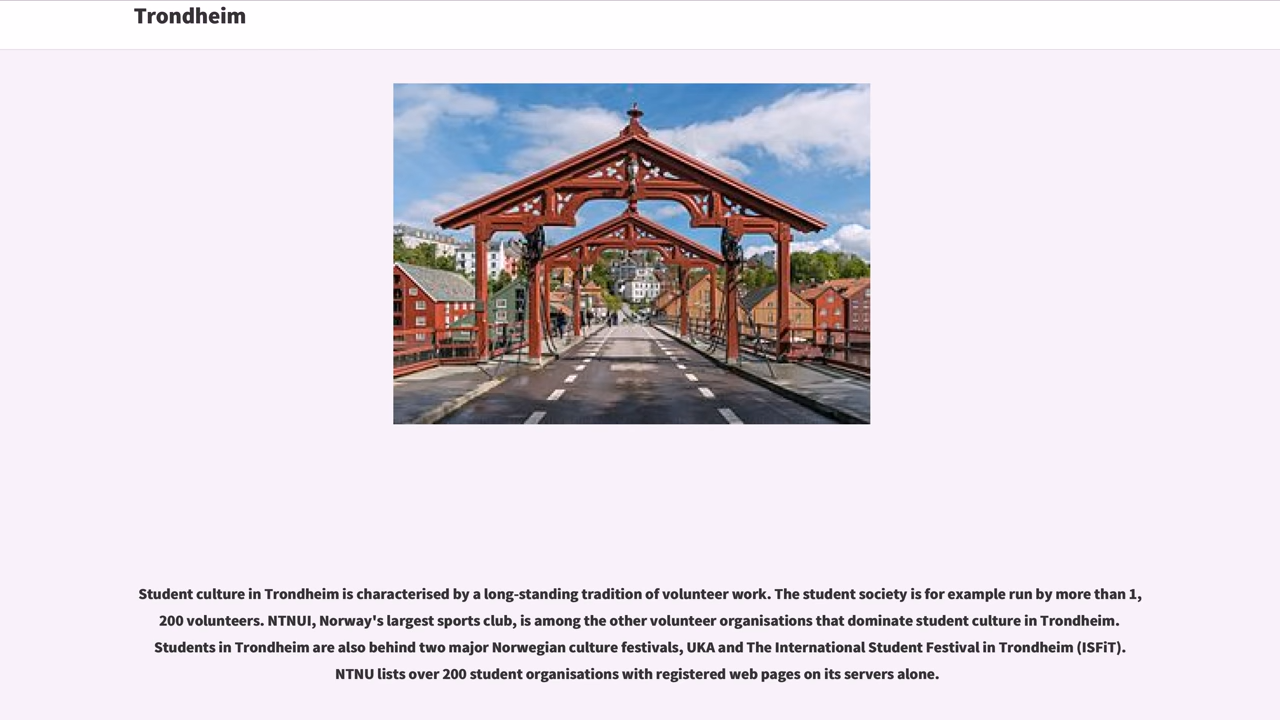 Trondheim
Student culture in Trondheim is characterised by a long-standing tradition of volunteer work. The student society is for example run by more than 1,
200 volunteers. NTNUI, Norway's largest sports club, is among the other volunteer organisations that dominate student culture in Trondheim.
Students in Trondheim are also behind two major Norwegian culture festivals, UKA and The International Student Festival in Trondheim (ISFiT).
NTNU lists over 200 student organisations with registered web pages on its servers alone.